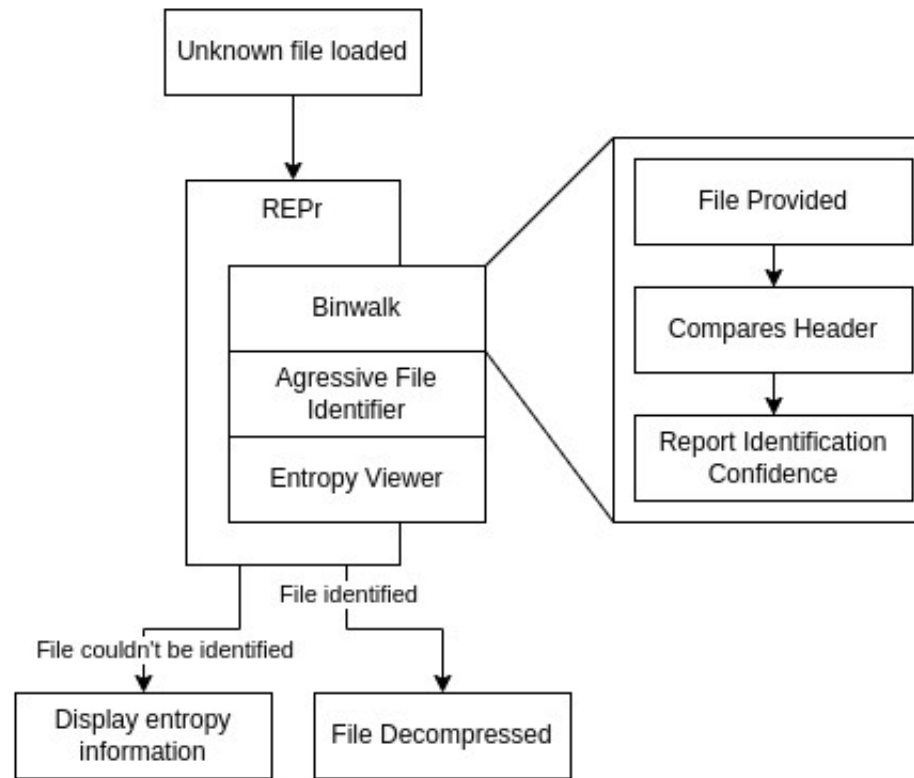 Unknown file loaded
REPr
Binwalk
Agressive File
Identifier
Entropy Viewer
File Provided
Compares Header
Report Identification
Confidence
File identified
File couldn't be identified
Display entropy
information
File Decompressed